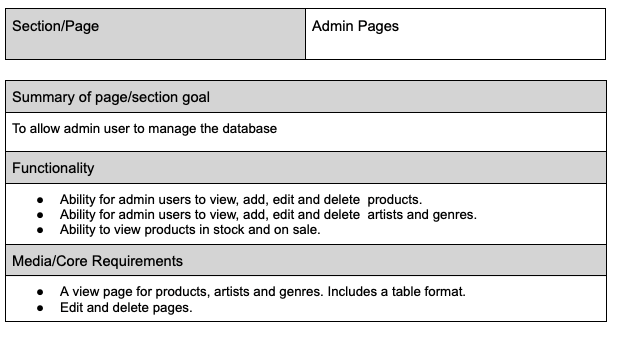 Section/Page
Admin Pages
Summary of page/section goal
To allow admin user to manage the database
Functionality
● Ability for admin users to view, add, edit and delete  products.
● Ability for admin users to view, add, edit and delete  artists and genres.
● Ability to view products in stock and on sale.
Media/Core Requirements
● A view page for products, artists and genres. Includes a table format.
● Edit and delete pages.